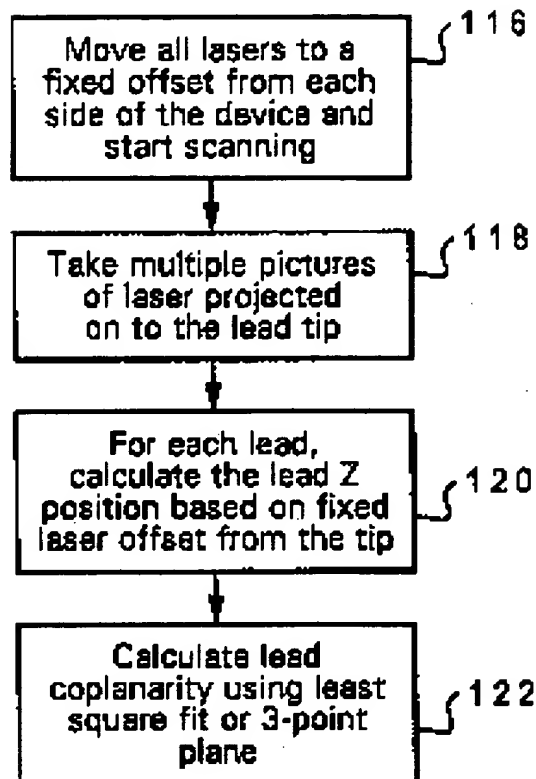 Move all lasers to a
fixed offset from each
side of the device and
start scanning
116
Take multiple pictures
of laser projected
on to the lead tip
118
For each lead,
calculate the lead Z
position based on fixed
laser offset from the tip
120
Calculate lead
coplanarity using least
square fit or 3-point
plane
122